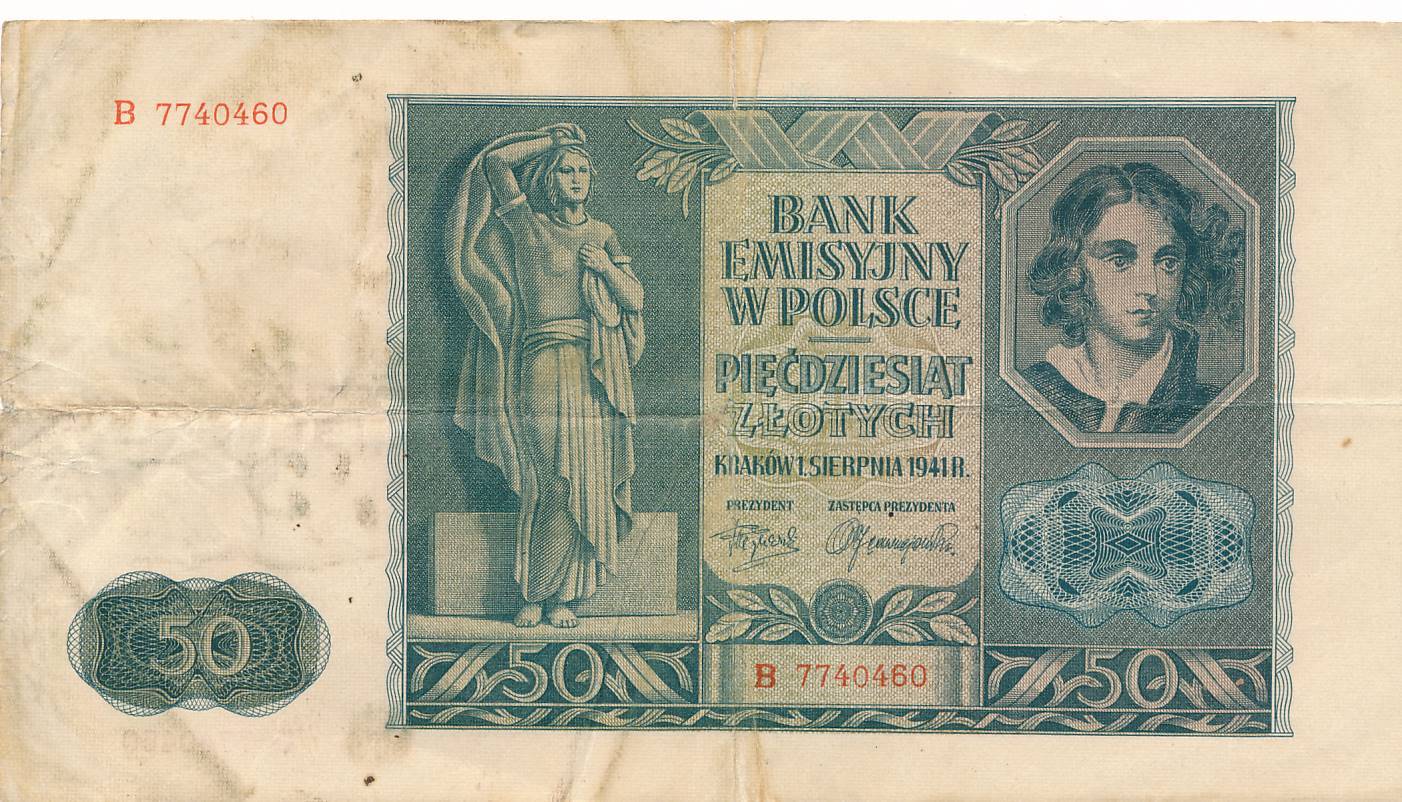 B 7740460
BANK
EMISYJNY
W POLSCE
PIĘĆDZIESIĄT
ZŁOTYCH
KRAKÓW 1. SIERPNIA 1941 R.
PREZYDENT ZASTĘPCA PREZYDENTA
50
50
B 7740460
50